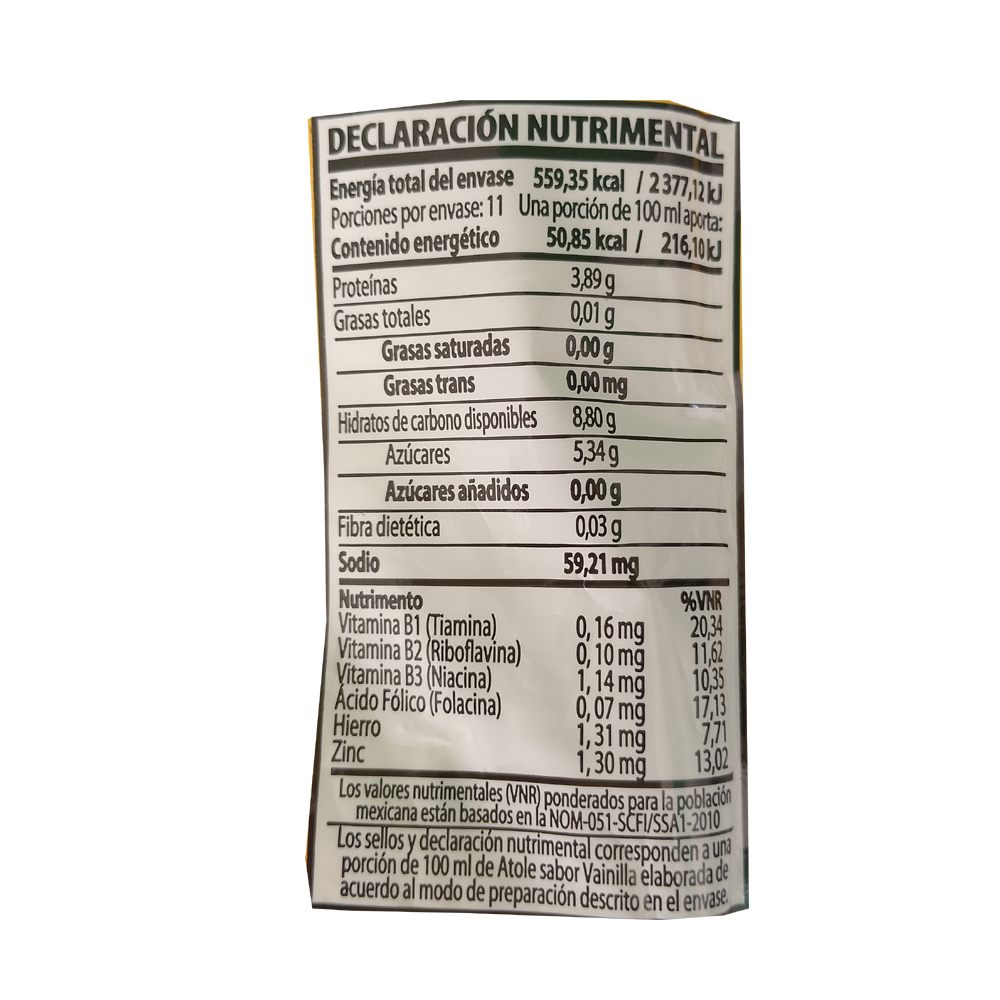 DECLARACIÓN NUTRIMENTAL
Energía total del envase 559,35 kcal / 2 377,12 kJ
Porciones por envase: 11 Una porción de 100 ml aporta:
Contenido energético 50,85 kcal / 216,10 kJ
Proteínas 3,89 g
Grasas totales 0,01 g
Grasas saturadas 0,00 g
Grasas trans 0,00 mg
Hidratos de carbono disponibles 8,80 g
Azúcares 5,34 g
Azúcares añadidos 0,00 g
Fibra dietética 0,03 g
Sodio 59,21 mg
Nutrimento %VNR
Vitamina B1 (Tiamina) 0, 16 mg 20,34
Vitamina B2 (Riboflavina) 0, 10 mg 11,62
Vitamina B3 (Niacina) 1, 14 mg 10,35
Ácido Fólico (Folacina) 0, 07 mg 17,13
Hierro 1, 31 mg 7,71
Zinc 1, 30 mg 13,02
Los valores nutrimentales (VNR) ponderados para la población
mexicana están basados en la NOM-051-SCFI/SSA1-2010
Los sellos y declaración nutrimental corresponden a una
porción de 100 ml de Atole sabor Vainilla elaborada de
acuerdo al modo de preparación descrito en el envase.